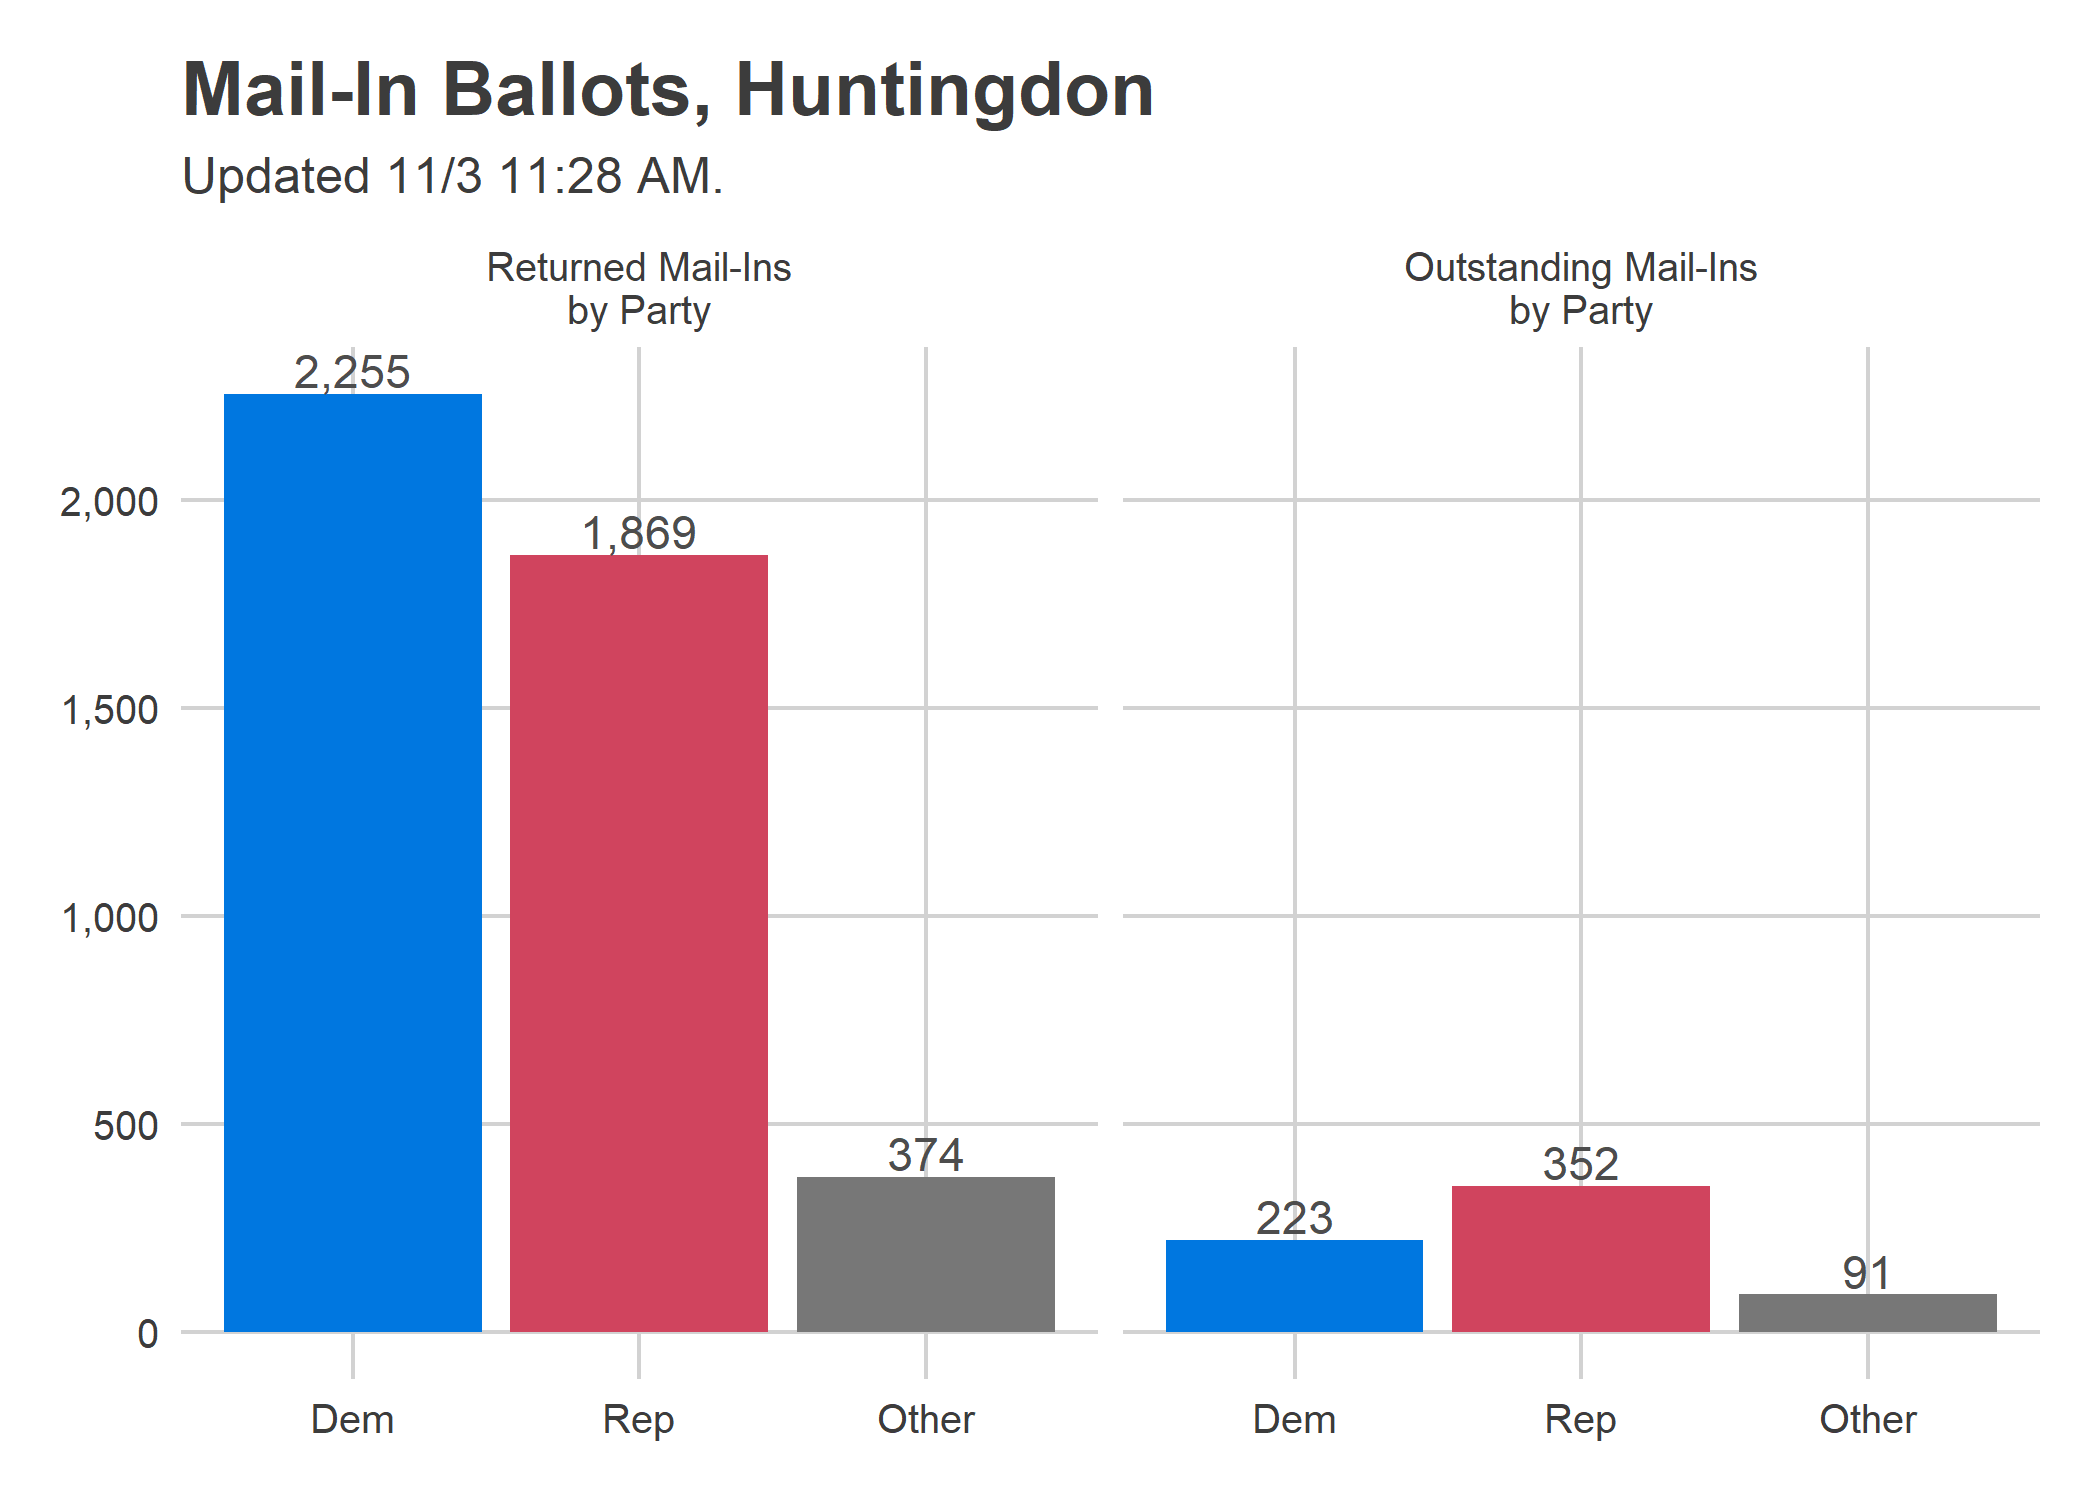 Mail-In Ballots, Huntingdon
Updated 11/3 11:28 AM.
Returned Mail-Ins
by Party
Outstanding Mail-Ins
by Party
2,255
1,869
374
223
352
91
2,000
1,500
1,000
500
0
Dem
Rep
Other
Dem
Rep
Other